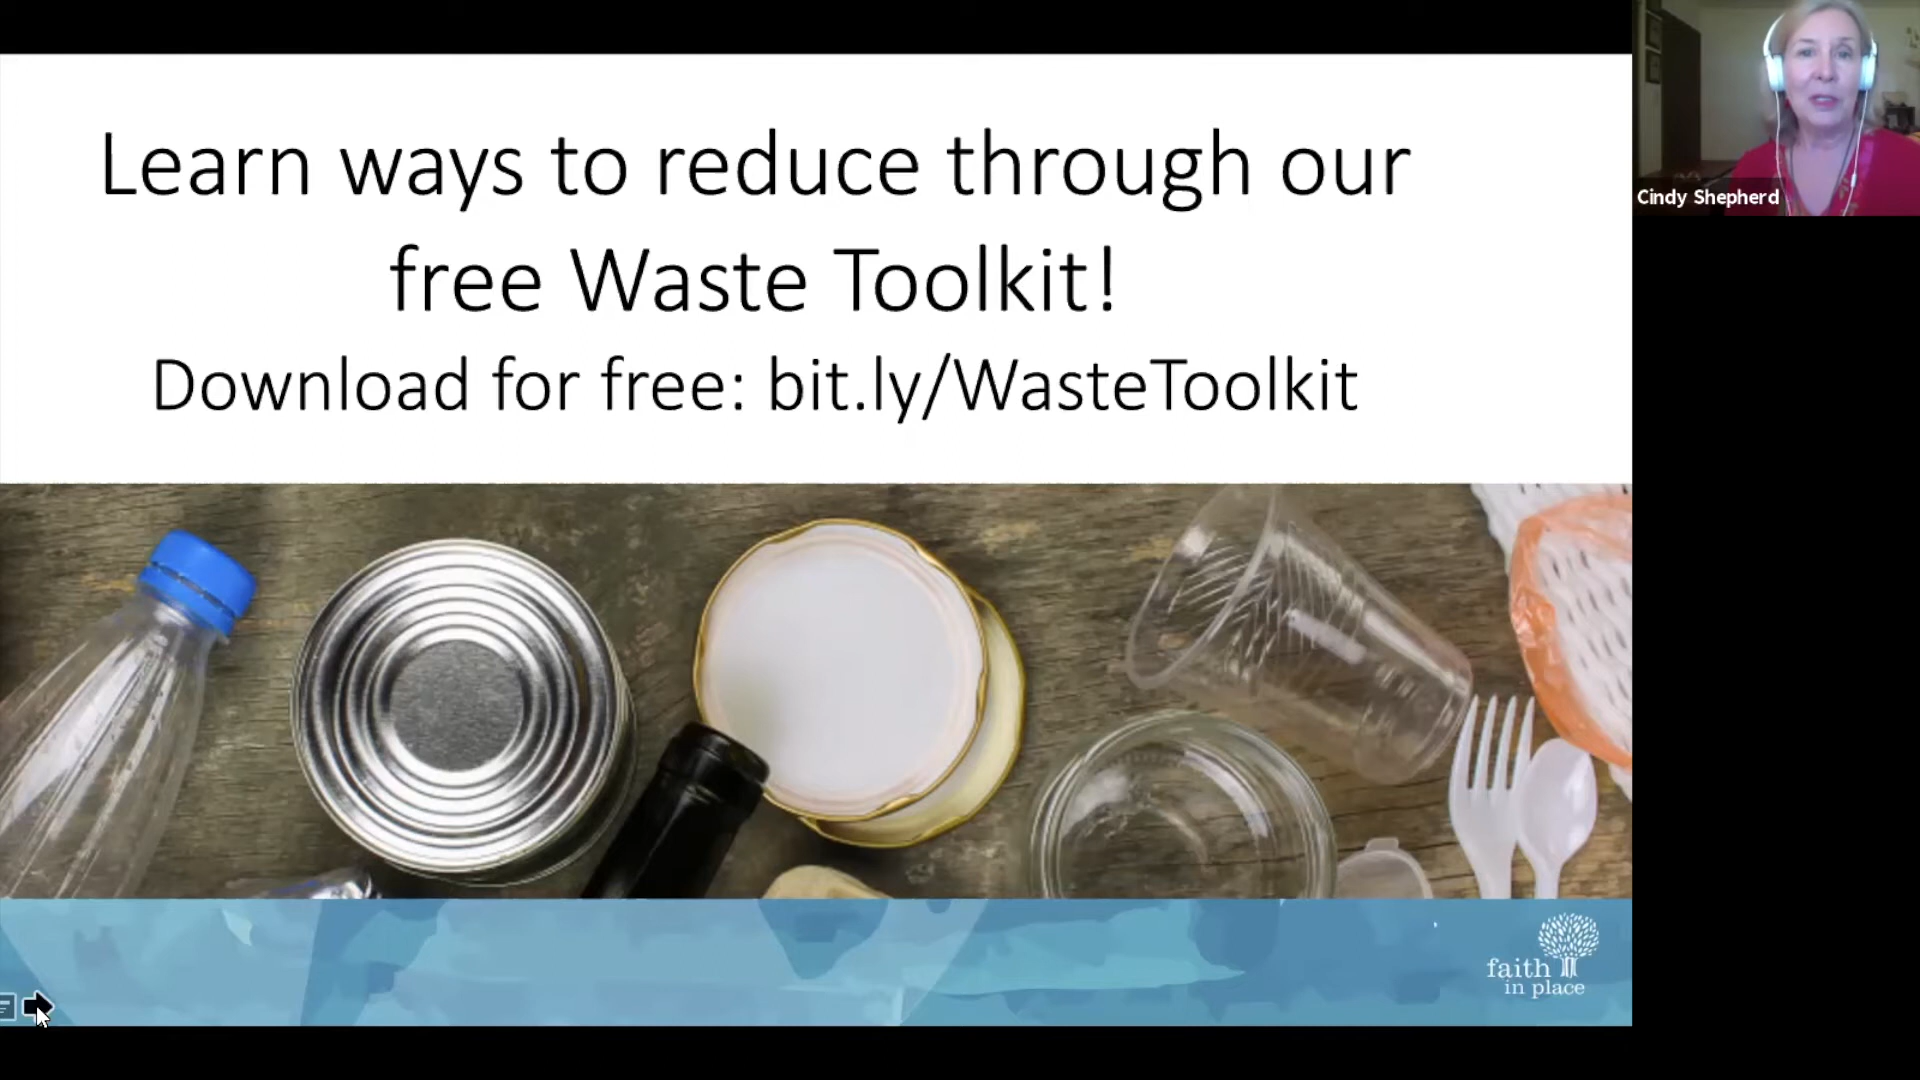 Learn ways to reduce through our
free Waste Toolkit!
Download for free: bit.ly/WasteToolkit
Cindy Shepherd
faith
in place